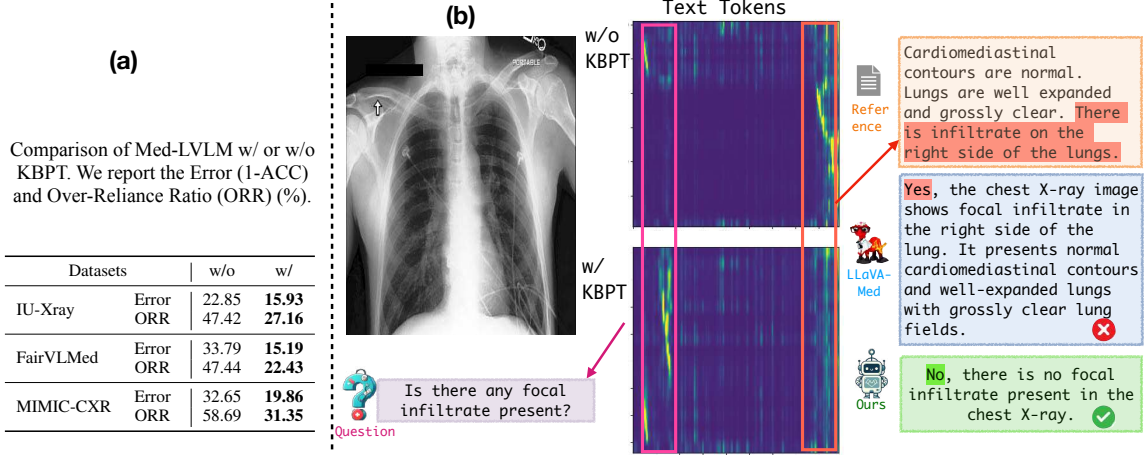 (a)
Comparison of Med-LVLM w/ or w/o
KBPT. We report the Error (1-ACC)
and Over-Reliance Ratio (ORR) (%).
Datasets w/o w/
IU-Xray Error 22.85 15.93
ORR 47.42 27.16
FairVLMed Error 33.79 15.19
ORR 47.44 22.43
MIMIC-CXR Error 32.65 19.86
ORR 58.69 31.35
(b)
PORTABLE
Question
Is there any focal
infiltrate present?
Text Tokens
w/o
KBPT
w/
KBPT
Refer
ence
Cardiomediastinal
contours are normal.
Lungs are well expanded
and grossly clear. There
is infiltrate on the
right side of the lungs.
LLaVA-
Med
Yes, the chest X-ray image
shows focal infiltrate in
the right side of the
lung. It presents normal
cardiomediastinal contours
and well-expanded lungs
with grossly clear lung
fields.
Ours
No, there is no focal
infiltrate present in the
chest X-ray.